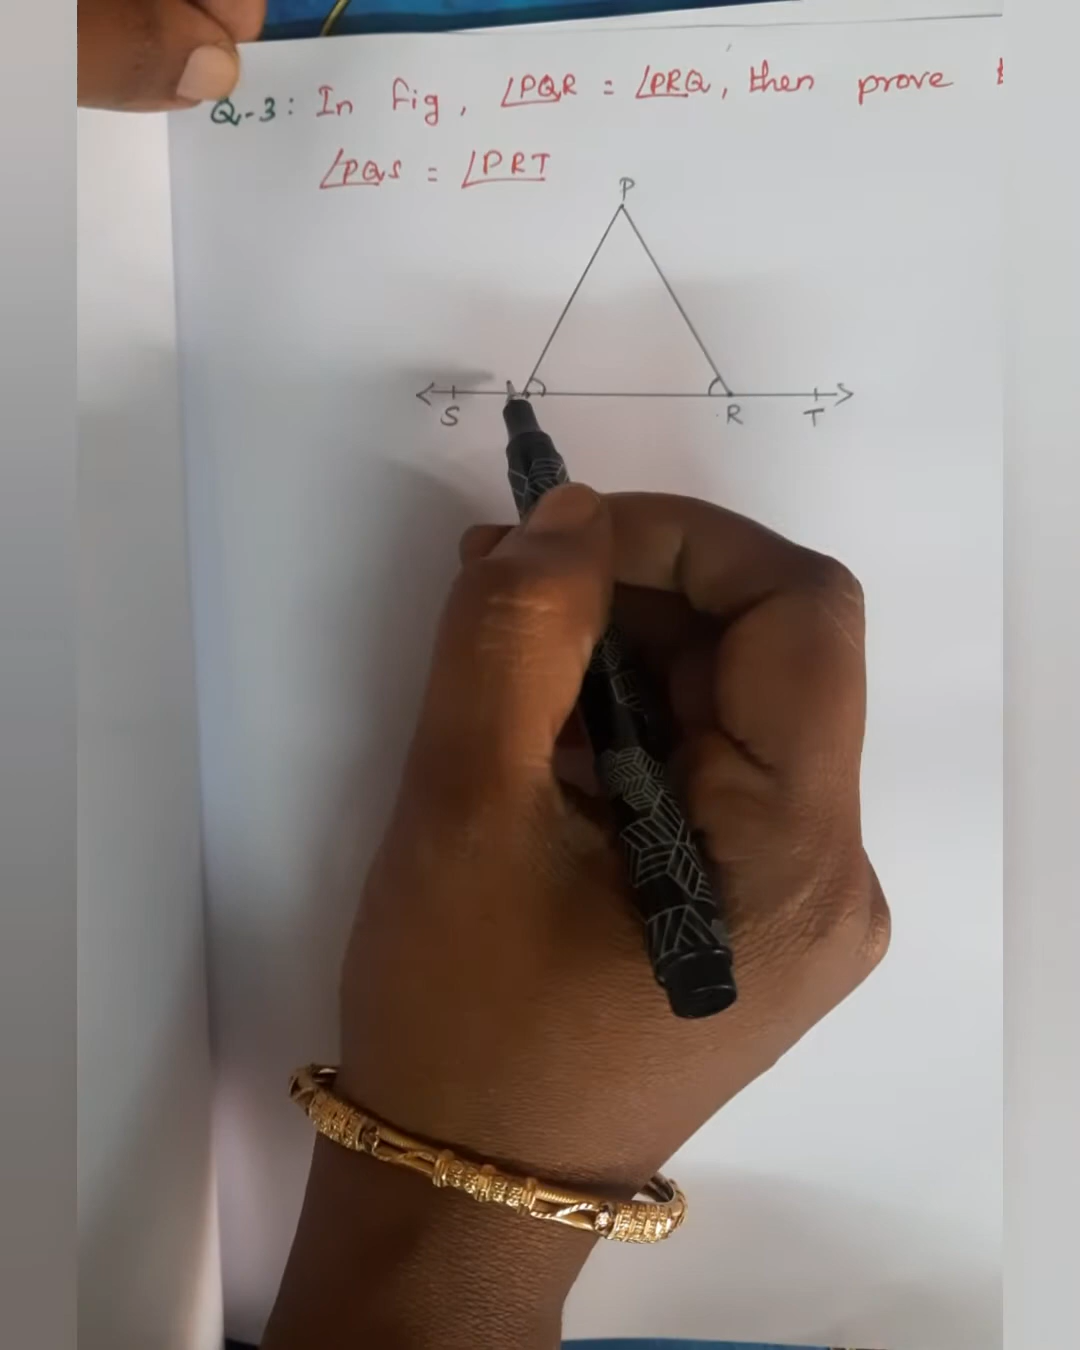 Q-3: In fig, ∠PQR = ∠PRQ, then prove
∠PQS = ∠PRT
P
S R T